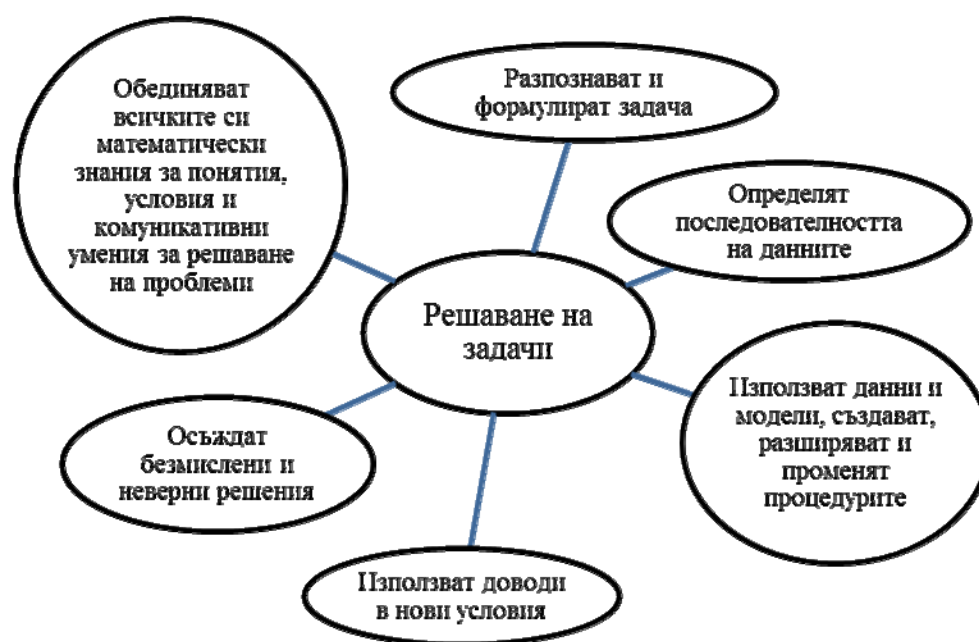 Обединяват
всичките си
математически
знания за понятия,
условия и
комуникативни
умения за решаване
на проблеми
Разпознават и
формулират задача
Определят
последователността
на данните
Решаване на
задачи
Използват данни и
модели, създават,
разширяват и
променят
процедурите
Осъждат
безмислени и
неверни решения
Използват доводи
в нови условия